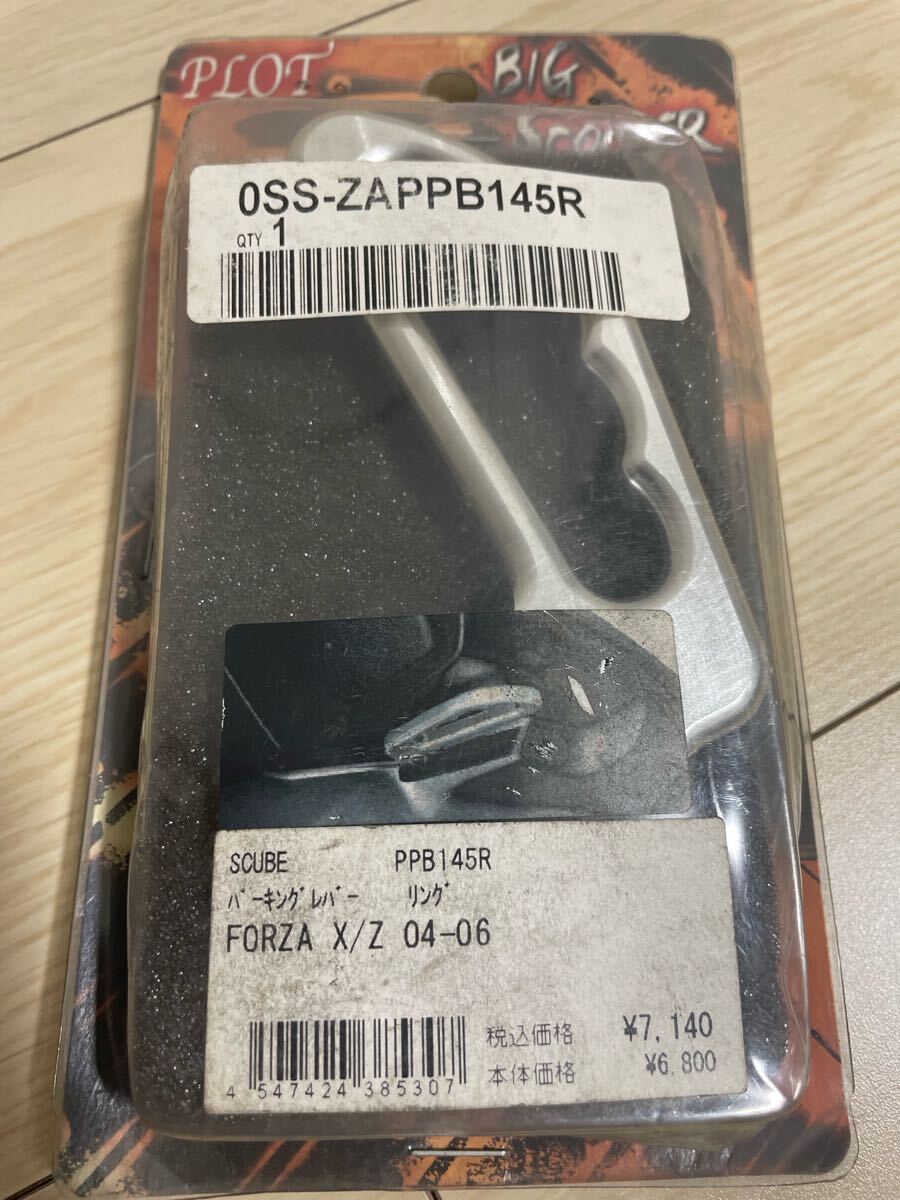 PLOT
BIG
SCOOTER
0SS-ZAPPB145R
QTY 1
SCUBE PPB145R
ﾊﾟｰｷﾝｸﾞﾚﾊﾞｰ ﾘﾝｸﾞ
FORZA X/Z 04-06
税込価格 ¥7,140
本体価格 ¥6,800
4 547424 385307